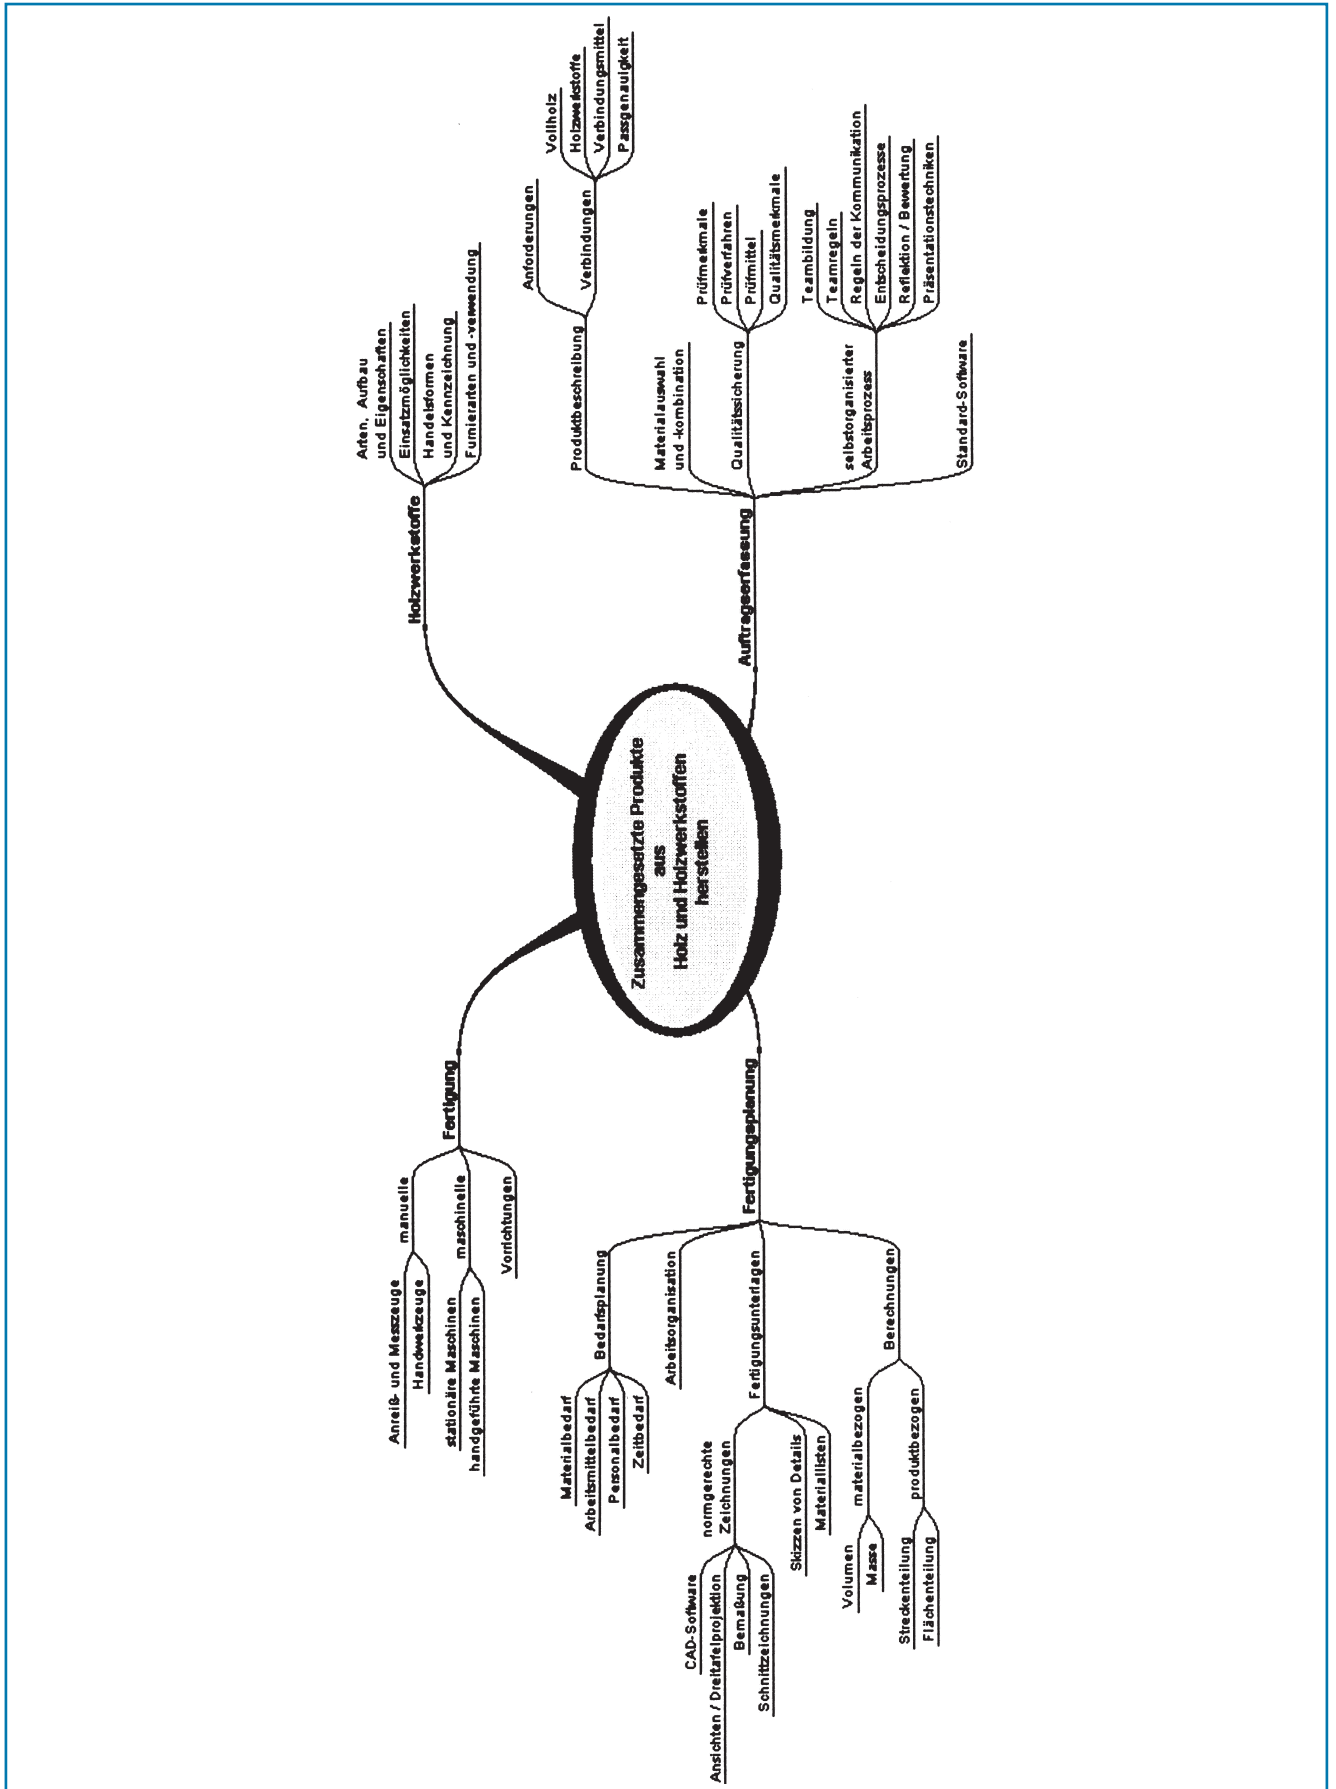 Zusammengesetzte Produkte
aus
Holz und Holzwerkstoffen
herstellen
Fertigung
manuelle
Anreiß- und Messzeuge
Handwerkzeuge
maschinelle
stationäre Maschinen
handgeführte Maschinen
Vorrichtungen
Holzwerkstoffe
Arten, Aufbau
und Eigenschaften
Einsatzmöglichkeiten
Handelsformen
und Kennzeichnung
Furnierarten und -verwendung
Fertigungsplanung
Bedarfsplanung
Materialbedarf
Arbeitsmittelbedarf
Personalbedarf
Zeitbedarf
Arbeitsorganisation
Fertigungsunterlagen
normgerechte
Zeichnungen
CAD-Software
Ansichten / Dreitafelprojektion
Bemaßung
Schnittzeichnungen
Skizzen von Details
Materiallisten
Berechnungen
materialbezogen
Volumen
Masse
produktbezogen
Streckenteilung
Flächenteilung
Auftragserfassung
Produktbeschreibung
Anforderungen
Verbindungen
Vollholz
Holzwerkstoffe
Verbindungsmittel
Passgenauigkeit
Materialauswahl
und -kombination
Qualitätssicherung
Prüfmerkmale
Prüfverfahren
Prüfmittel
Qualitätsmerkmale
selbstorganisierter
Arbeitsprozess
Teambildung
Teamregeln
Regeln der Kommunikation
Entscheidungsprozesse
Reflektion / Bewertung
Präsentationstechniken
Standard-Software